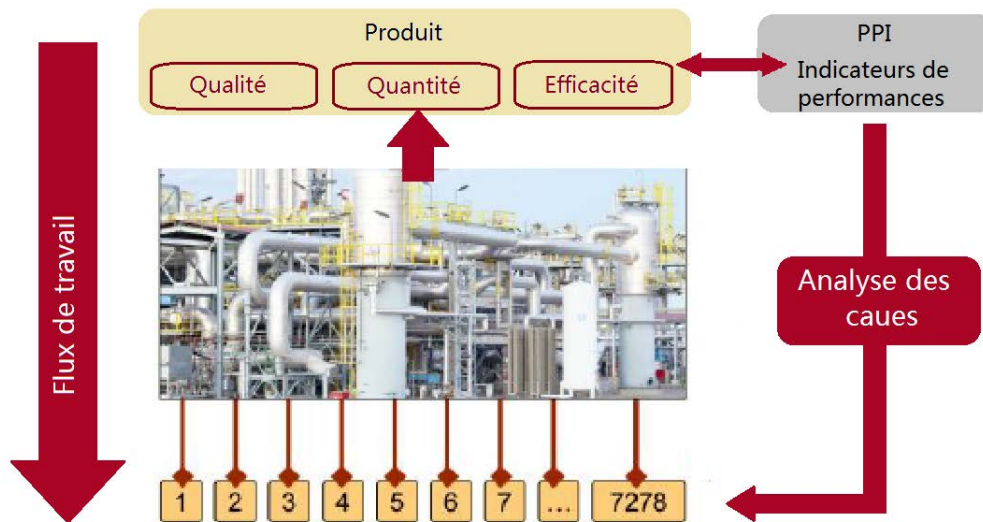 Produit
Qualité
Quantité
Efficacité
PPI
Indicateurs de
performances
Flux de travail
Analyse des
caues
1 2 3 4 5 6 7 ... 7278